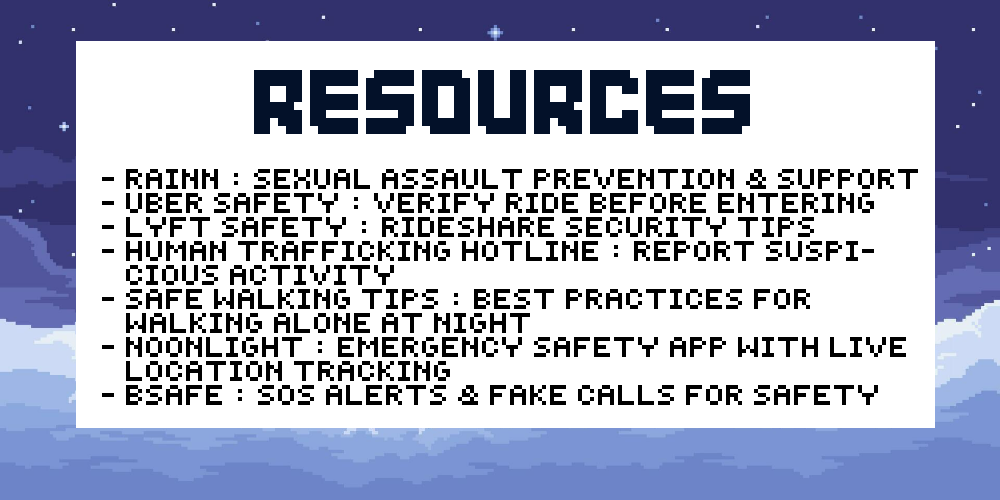 RESOURCES
- RAINN : SEXUAL ASSAULT PREVENTION & SUPPORT
- UBER SAFETY : VERIFY RIDE BEFORE ENTERING
- LYFT SAFETY : RIDESHARE SECURITY TIPS
- HUMAN TRAFFICKING HOTLINE : REPORT SUSPI-
CIOUS ACTIVITY
- SAFE WALKING TIPS : BEST PRACTICES FOR
WALKING ALONE AT NIGHT
- NOONLIGHT : EMERGENCY SAFETY APP WITH LIVE
LOCATION TRACKING
- BSAFE : SOS ALERTS & FAKE CALLS FOR SAFETY